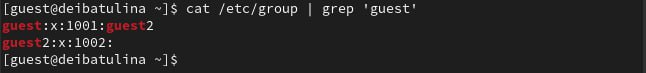 [guest@deibatulina ~]$ cat /etc/group | grep 'guest'
guest:x:1001:guest2
guest2:x:1002:
[guest@deibatulina ~]$